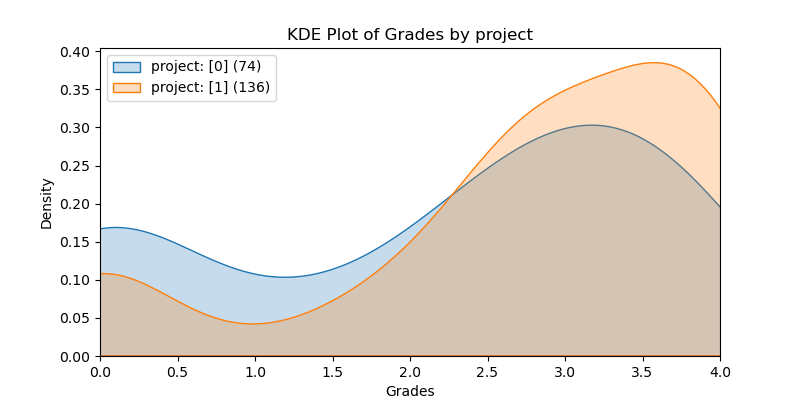 KDE Plot of Grades by project
project: [0] (74)
project: [1] (136)
Density
0.40
0.35
0.30
0.25
0.20
0.15
0.10
0.05
0.00
0.0 0.5 1.0 1.5 2.0 2.5 3.0 3.5 4.0
Grades